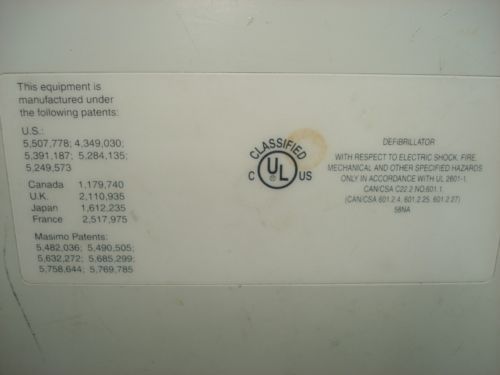 This equipment is
manufactured under
the following patents:
U.S.:
5,507,778; 4,349,030;
5,391,187; 5,284,135;
5,249,573
Canada 1,179,740
U.K. 2,110,935
Japan 1,612,235
France 2,517,975
Masimo Patents:
5,482,036; 5,490,505;
5,632,272; 5,685,299;
5,758,644; 5,769,785
CLASSIFIED
C UL US
DEFIBRILLATOR
WITH RESPECT TO ELECTRIC SHOCK, FIRE,
MECHANICAL AND OTHER SPECIFIED HAZARDS
ONLY IN ACCORDANCE WITH UL 2601-1,
CAN/CSA C22.2 NO.601.1,
(CAN/CSA 601.2.4, 601.2.25, 601.2.27)
58NA